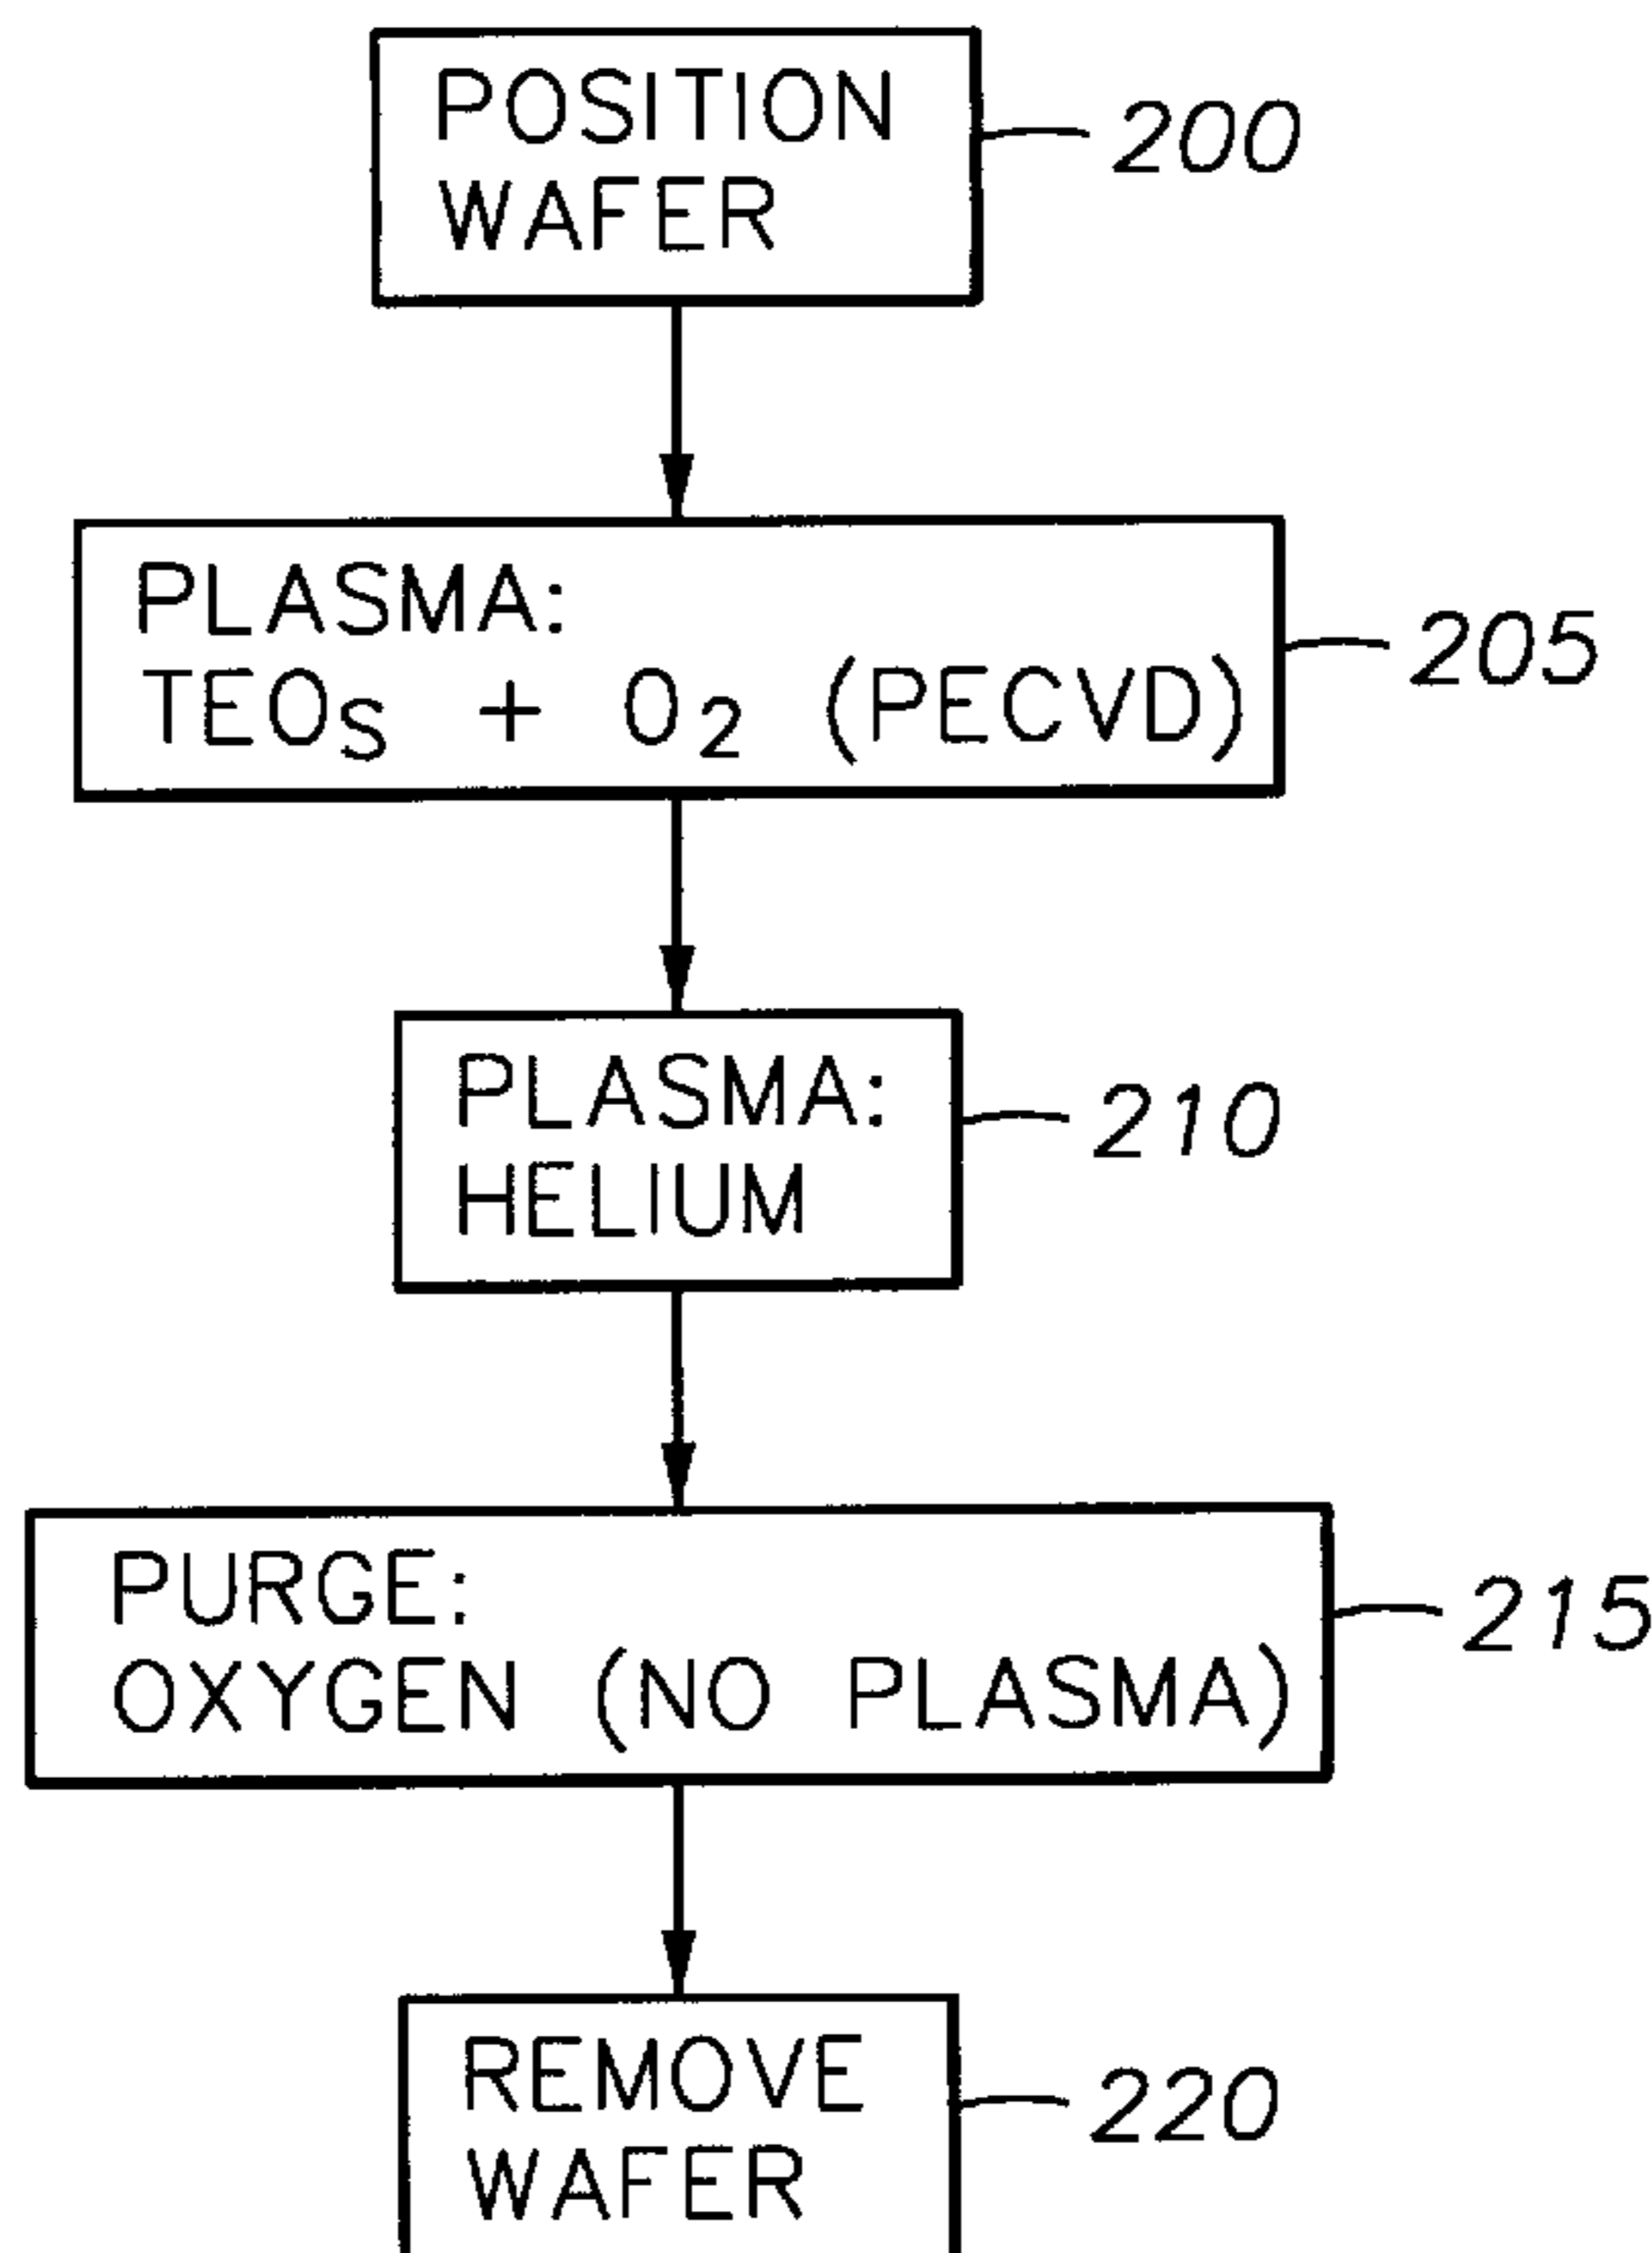 POSITION
WAFER
200
PLASMA:
TEOS + O2 (PECVD)
205
PLASMA:
HELIUM
210
PURGE:
OXYGEN (NO PLASMA)
215
REMOVE
WAFER
220